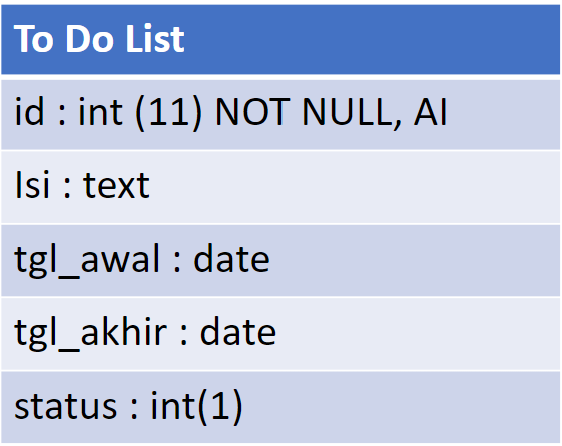 To Do List
id : int (11) NOT NULL, AI
Isi : text
tgl_awal : date
tgl_akhir : date
status : int(1)